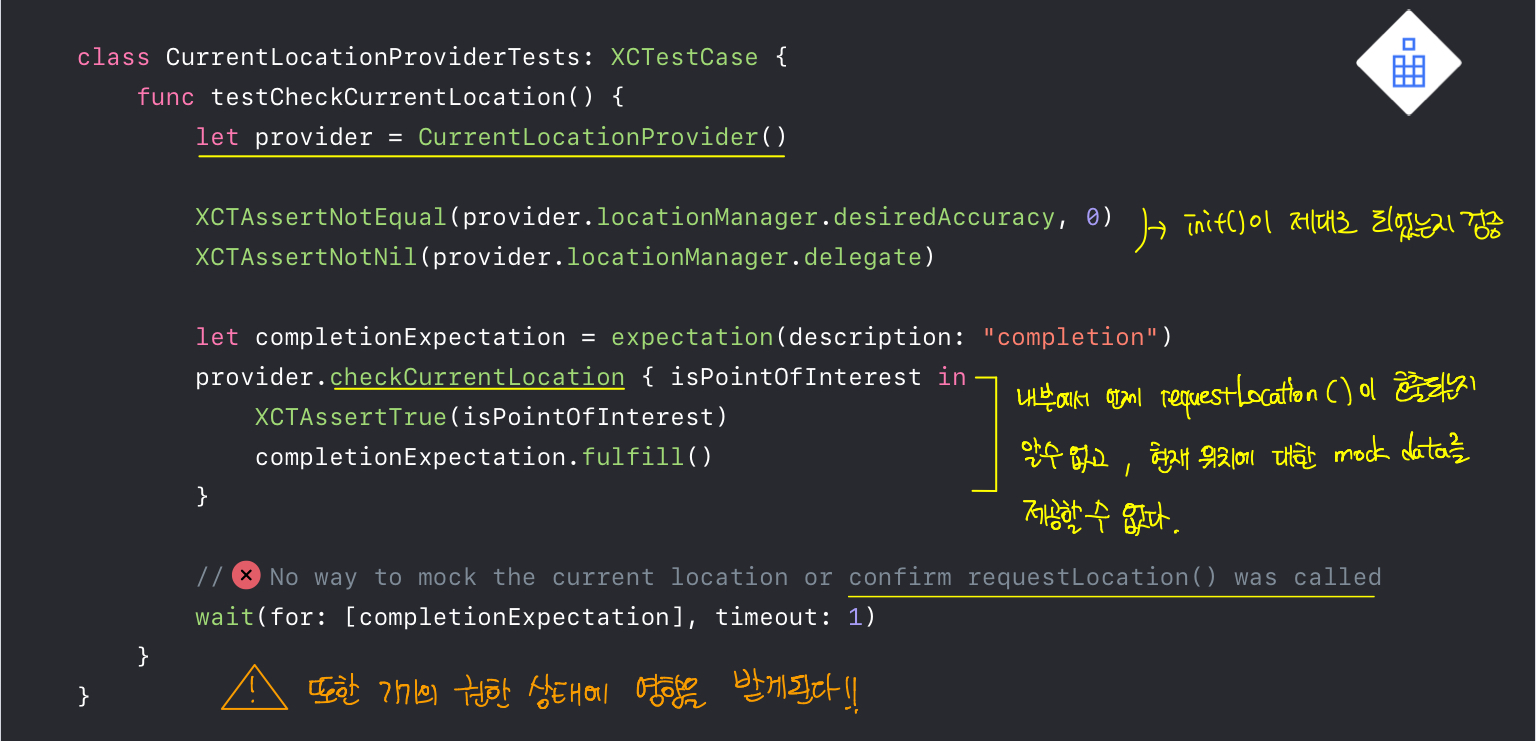 class CurrentLocationProviderTests: XCTestCase {
func testCheckCurrentLocation() {
let provider = CurrentLocationProvider()
XCTAssertNotEqual(provider.locationManager.desiredAccuracy, 0)
XCTAssertNotNil(provider.locationManager.delegate)
→ init()이 제대로 되었는지 검증
let completionExpectation = expectation(description: "completion")
provider.checkCurrentLocation { isPointOfInterest in
XCTAssertTrue(isPointOfInterest)
completionExpectation.fulfill()
}
내부에서 언제 requestLocation()이 호출되는지
알수 없고, 현재 위치에 대한 mock data를
제공할 수 없다.
// No way to mock the current location or confirm requestLocation() was called
wait(for: [completionExpectation], timeout: 1)
}
}
! 또한 기기의 권한 상태에 영향을 받게된다!!